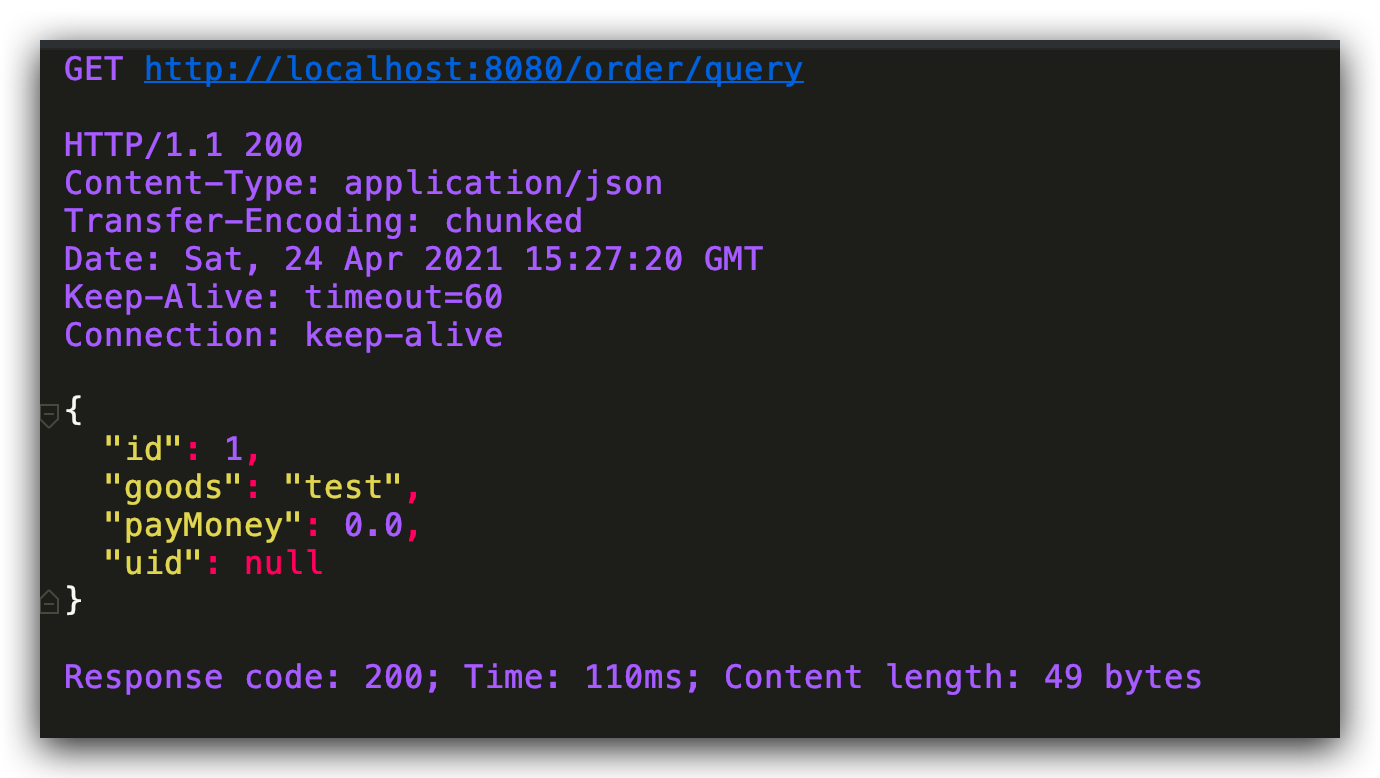 GET http://localhost:8080/order/query
HTTP/1.1 200
Content-Type: application/json
Transfer-Encoding: chunked
Date: Sat, 24 Apr 2021 15:27:20 GMT
Keep-Alive: timeout=60
Connection: keep-alive
{
  "id": 1,
  "goods": "test",
  "payMoney": 0.0,
  "uid": null
}
Response code: 200; Time: 110ms; Content length: 49 bytes